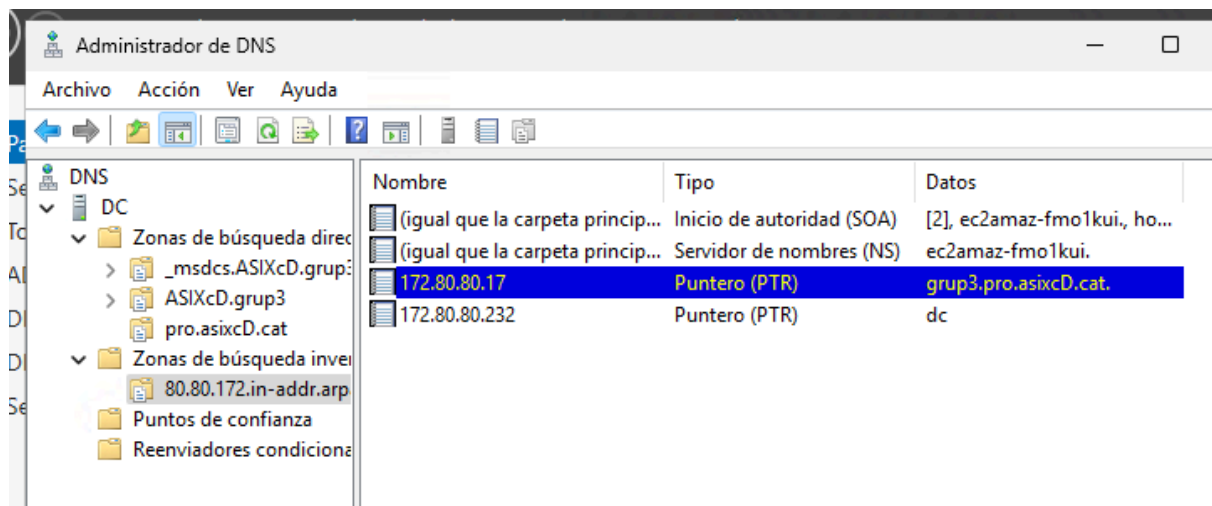 Administrador de DNS
Archivo Acción Ver Ayuda
DNS
DC
Zonas de búsqueda direc
_msdcs.ASIXcD.grup3
ASIXcD.grup3
pro.asixcD.cat
Zonas de búsqueda inver
80.80.172.in-addr.arp
Puntos de confianza
Reenviadores condiciona
Nombre Tipo Datos
(igual que la carpeta princip... Inicio de autoridad (SOA) [2], ec2amaz-fmo1kui., ho...
(igual que la carpeta princip... Servidor de nombres (NS) ec2amaz-fmo1kui.
172.80.80.17 Puntero (PTR) grup3.pro.asixcD.cat.
172.80.80.232 Puntero (PTR) dc